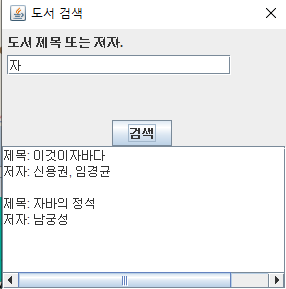 도서 검색
도서 제목 또는 저자.
자
검색
제목: 이것이자바다
저자: 신용권, 임경균
제목: 자바의 정석
저자: 남궁성